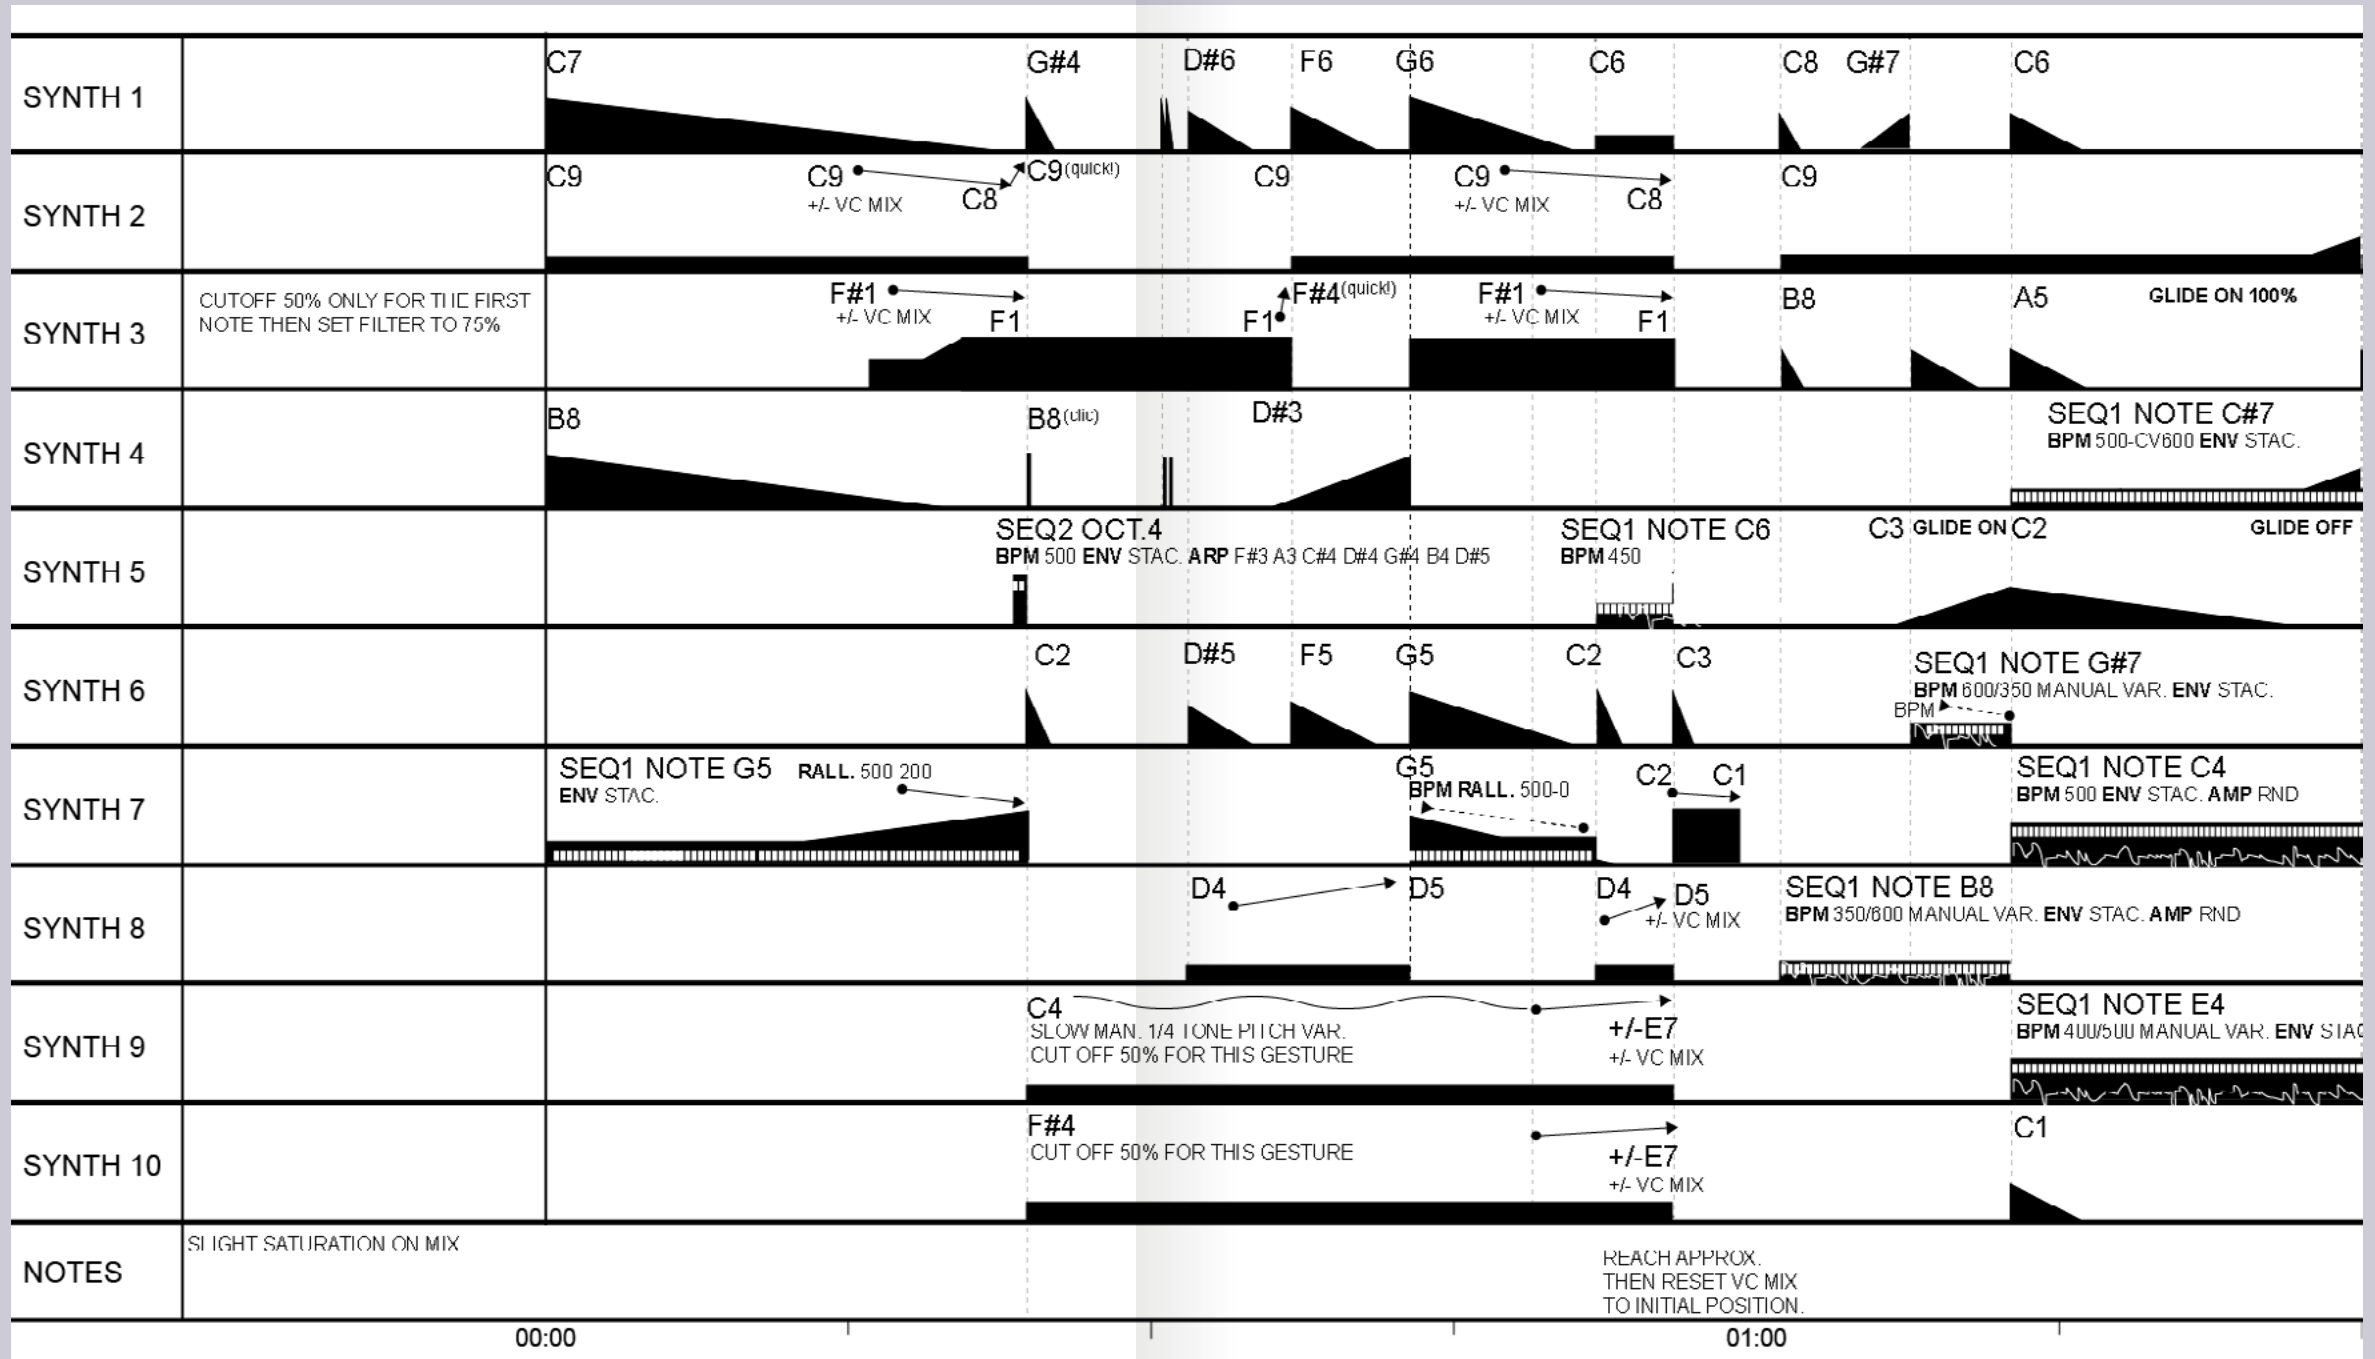 SYNTH 1
C7
G#4
D#6
F6
G6
C6
C8
G#7
C6
SYNTH 2
C9
C9
+/- VC MIX
C8
C9 (quick!)
C9
C9
+/- VC MIX
C8
C9
SYNTH 3
CUTOFF 50% ONLY FOR THE FIRST
NOTE THEN SET FILTER TO 75%
F#1
+/- VC MIX
F1
F1
F#4 (quick!)
F#1
+/- VC MIX
F1
B8
A5
GLIDE ON 100%
SYNTH 4
B8
B8 (clic)
D#3
SEQ1 NOTE C#7
BPM 500-CV600 ENV STAC.
SYNTH 5
SEQ2 OCT.4
BPM 500 ENV STAC. ARP F#3 A3 C#4 D#4 G#4 B4 D#5
SEQ1 NOTE C6
BPM 450
C3 GLIDE ON C2
GLIDE OFF
SYNTH 6
C2
D#5
F5
G5
C2
C3
SEQ1 NOTE G#7
BPM 600/350 MANUAL VAR. ENV STAC.
BPM
SYNTH 7
SEQ1 NOTE G5 RALL. 500 200
ENV STAC.
G5
BPM RALL. 500-0
C2
C1
SEQ1 NOTE C4
BPM 500 ENV STAC. AMP RND
SYNTH 8
D4
D5
D4
D5
+/- VC MIX
SEQ1 NOTE B8
BPM 350/600 MANUAL VAR. ENV STAC. AMP RND
SYNTH 9
C4
SLOW MAN. 1/4 TONE PITCH VAR.
CUT OFF 50% FOR THIS GESTURE
+/-E7
+/- VC MIX
SEQ1 NOTE E4
BPM 400/500 MANUAL VAR. ENV STAC
SYNTH 10
F#4
CUT OFF 50% FOR THIS GESTURE
+/-E7
+/- VC MIX
C1
NOTES
SLIGHT SATURATION ON MIX
REACH APPROX.
THEN RESET VC MIX
TO INITIAL POSITION.
00:00
01:00